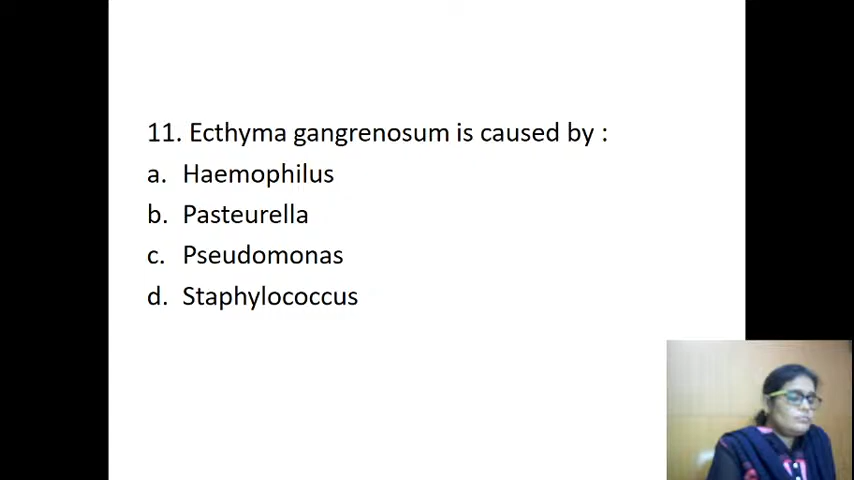 11. Ecthyma gangrenosum is caused by :
a. Haemophilus
b. Pasteurella
c. Pseudomonas
d. Staphylococcus